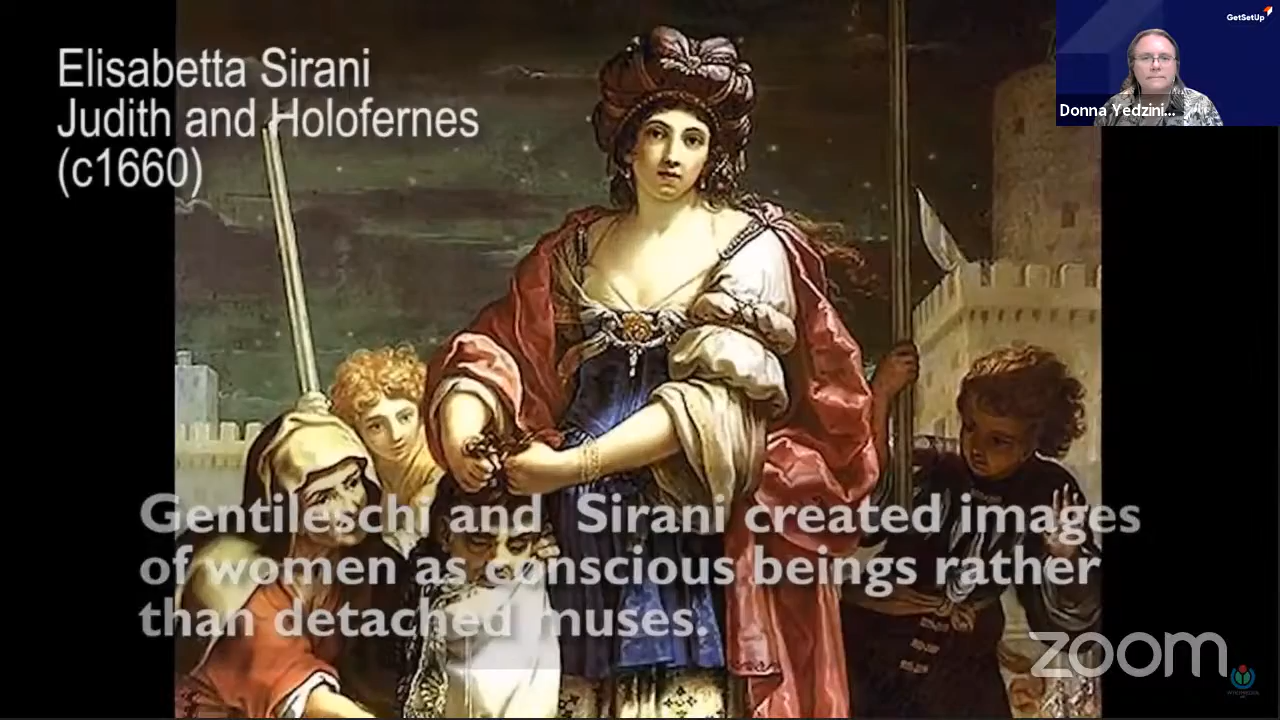 Elisabetta Sirani
Judith and Holofernes
(c1660)
GetSetUp
Donna Yedzini...
Gentileschi and Sirani created images
of women as conscious beings rather
than detached muses.
zoom
WIKIMEDIA